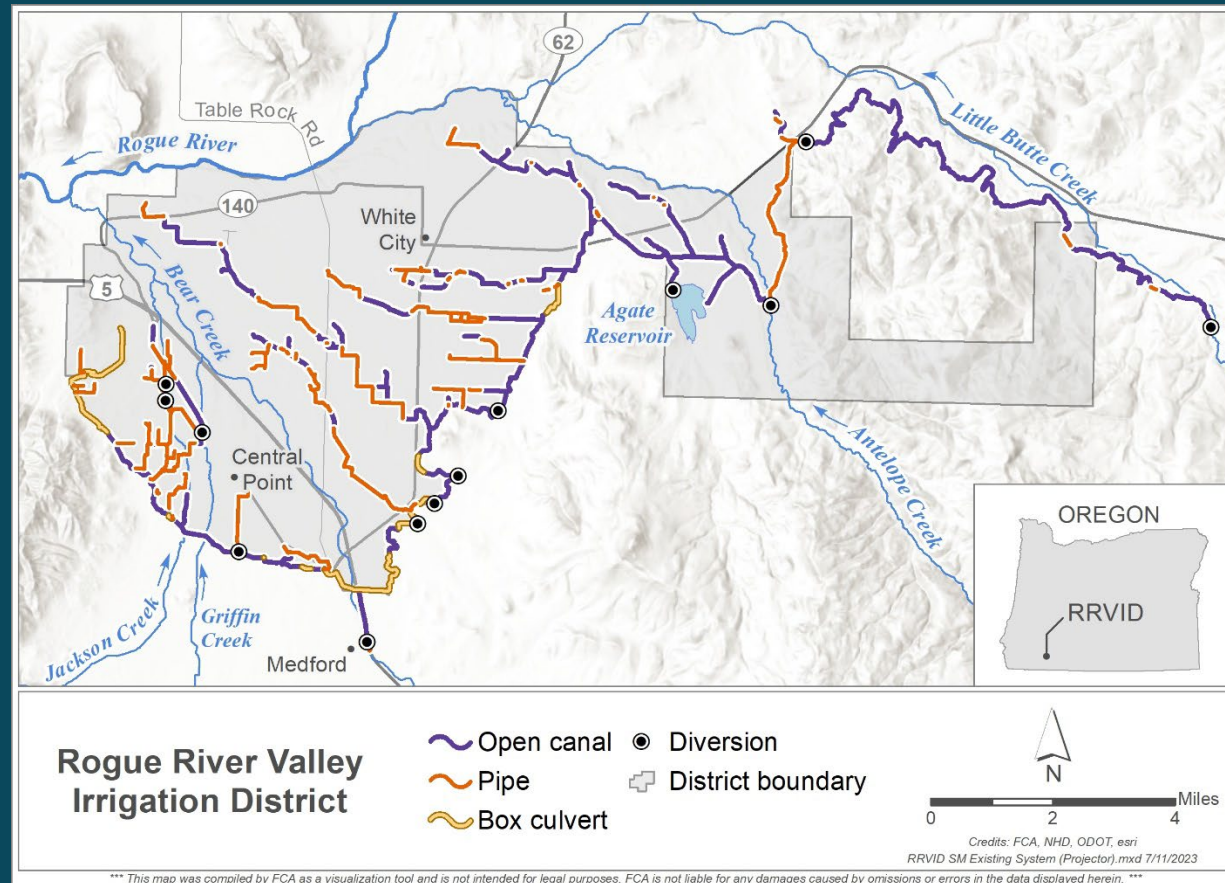 62
Table Rock Rd
Little Butte Creek
Rogue River
140
White
City
5
Bear Creek
Agate
Reservoir
Central
Point
Antelope Creek
OREGON
RRVID
Jackson Creek
Griffin
Creek
Medford
Rogue River Valley
Irrigation District
Open canal
Diversion
Pipe
District boundary
Box culvert
N
Miles
0 2 4
Credits: FCA, NHD, ODOT, esri
RRVID SM Existing System (Projector).mxd 7/11/2023
*** This map was compiled by FCA as a visualization tool and is not intended for legal purposes. FCA is not liable for any damages caused by omissions or errors in the data displayed herein. ***